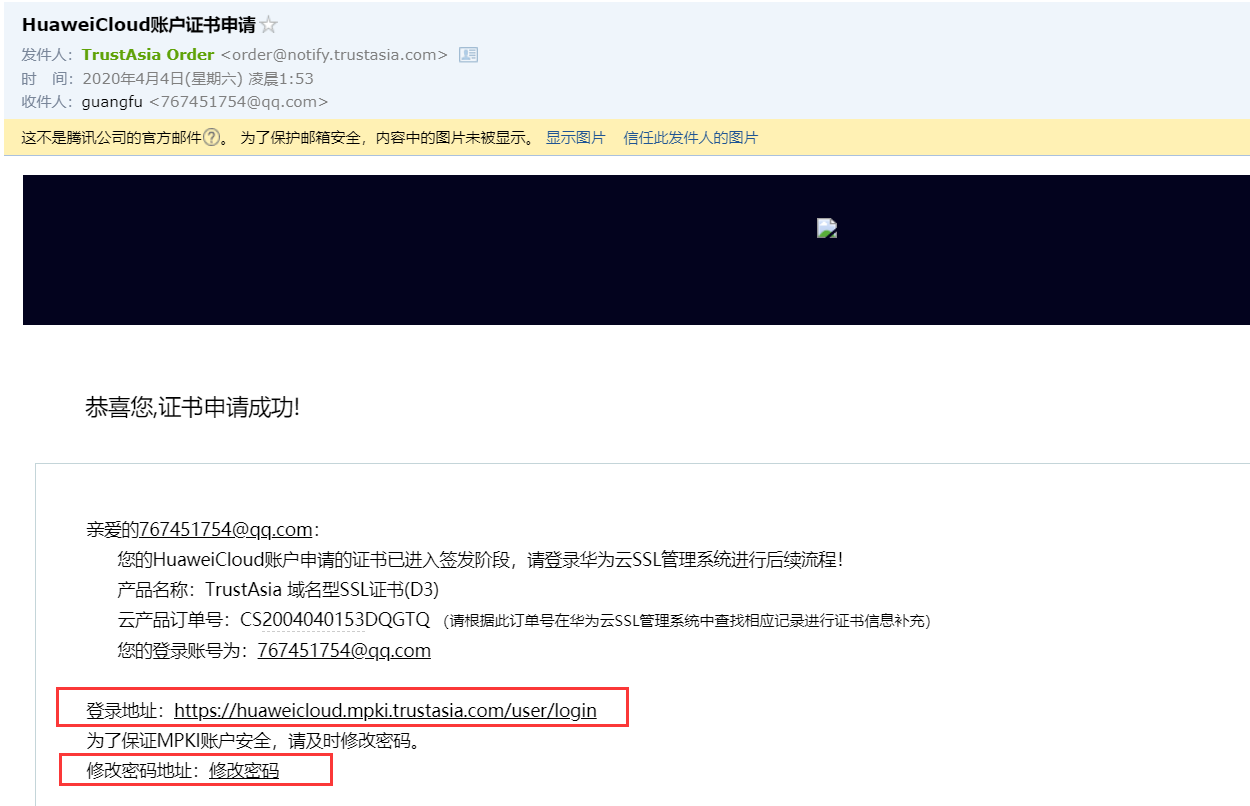 HuaweiCloud账户证书申请
发件人：TrustAsia Order <order@notify.trustasia.com>
时　间：2020年4月4日(星期六) 凌晨1:53
收件人：guangfu <767451754@qq.com>
这不是腾讯公司的官方邮件?。 为了保护邮箱安全，内容中的图片未被显示。 显示图片 信任此发件人的图片
恭喜您,证书申请成功!
亲爱的767451754@qq.com：
您的HuaweiCloud账户申请的证书已进入签发阶段，请登录华为云SSL管理系统进行后续流程！
产品名称：TrustAsia 域名型SSL证书(D3)
云产品订单号：CS2004040153DQGTQ （请根据此订单号在华为云SSL管理系统中查找相应记录进行证书信息补充）
您的登录账号为：767451754@qq.com
登录地址：https://huaweicloud.mpki.trustasia.com/user/login
为了保证MPKI账户安全，请及时修改密码。
修改密码地址：修改密码